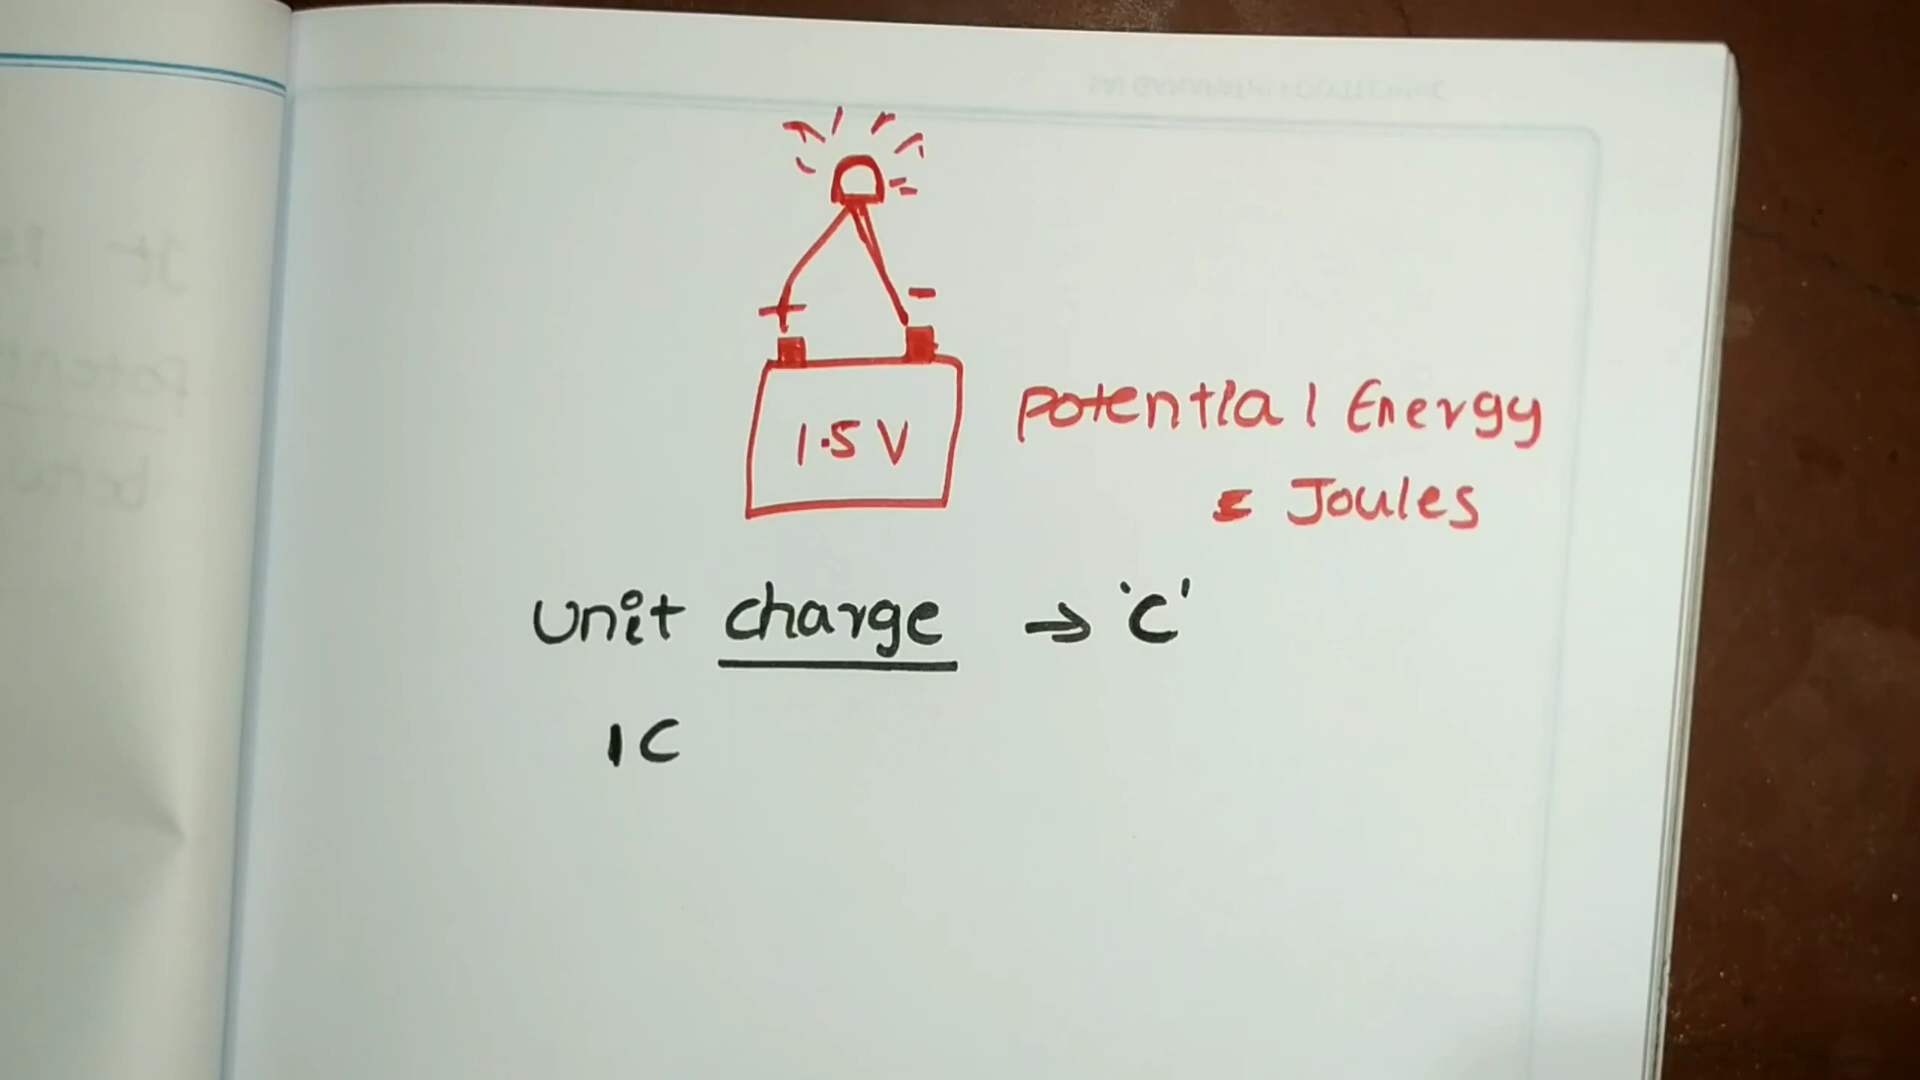 + -
1.5 V
Potential Energy
= Joules
Unit charge → 'C'
1C